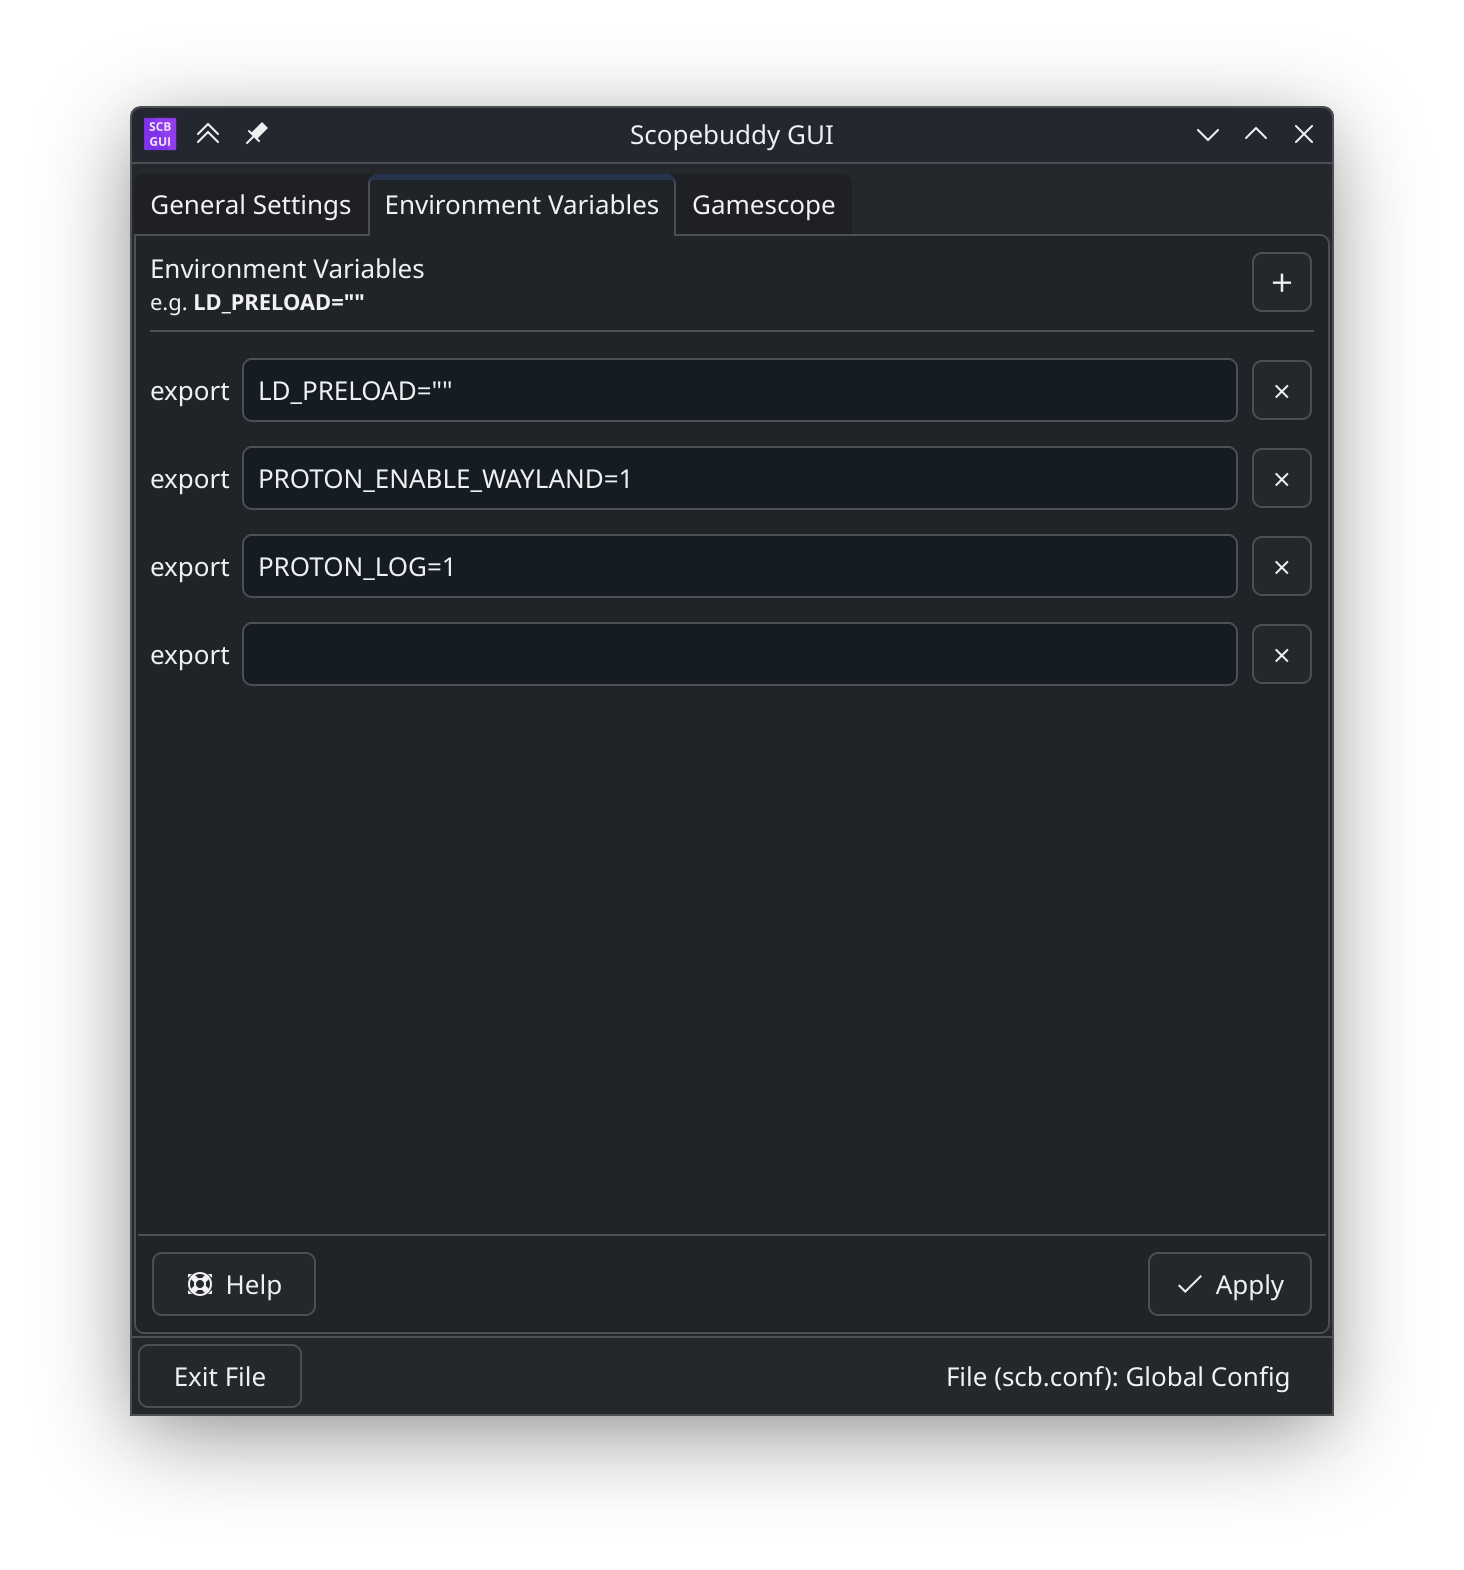 SCB
GUI
Scopebuddy GUI
General Settings
Environment Variables
Gamescope
Environment Variables
e.g. LD_PRELOAD=""
+
export LD_PRELOAD="" ×
export PROTON_ENABLE_WAYLAND=1 ×
export PROTON_LOG=1 ×
export ×
Help
Apply
Exit File
File (scb.conf): Global Config